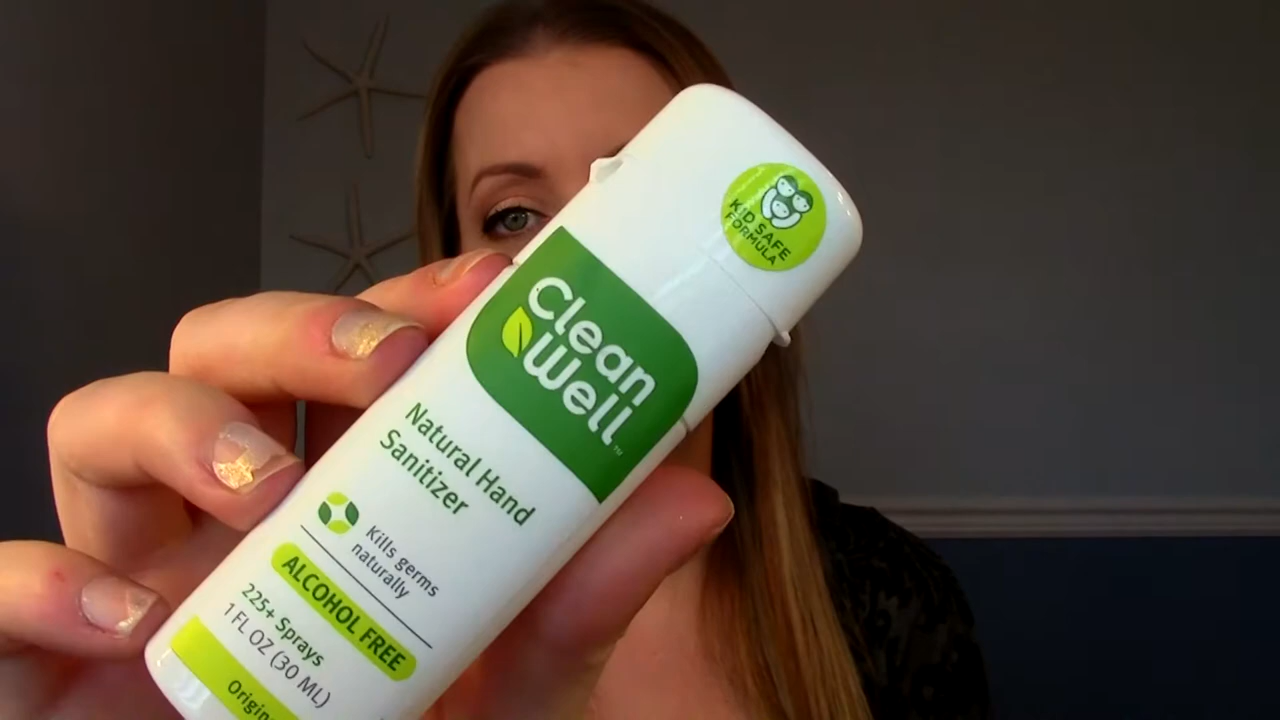 KID SAFE
FORMULA
Clean
Well™
Natural Hand
Sanitizer
Kills germs
naturally
ALCOHOL FREE
225+ Sprays
1 FL OZ (30 ML)